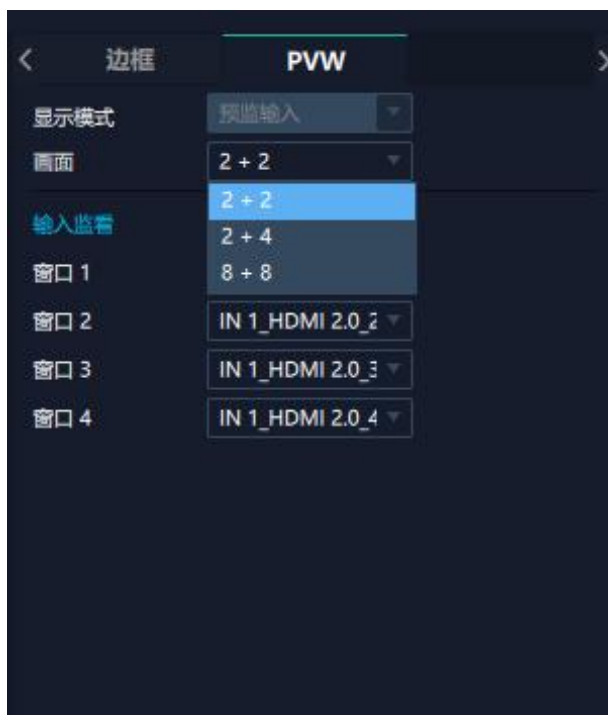 边框 PVW
显示模式 预监输入
画面 2 + 2
2 + 2
输入监看
2 + 4
窗口 1 8 + 8
窗口 2 IN 1_HDMI 2.0_2
窗口 3 IN 1_HDMI 2.0_3
窗口 4 IN 1_HDMI 2.0_4